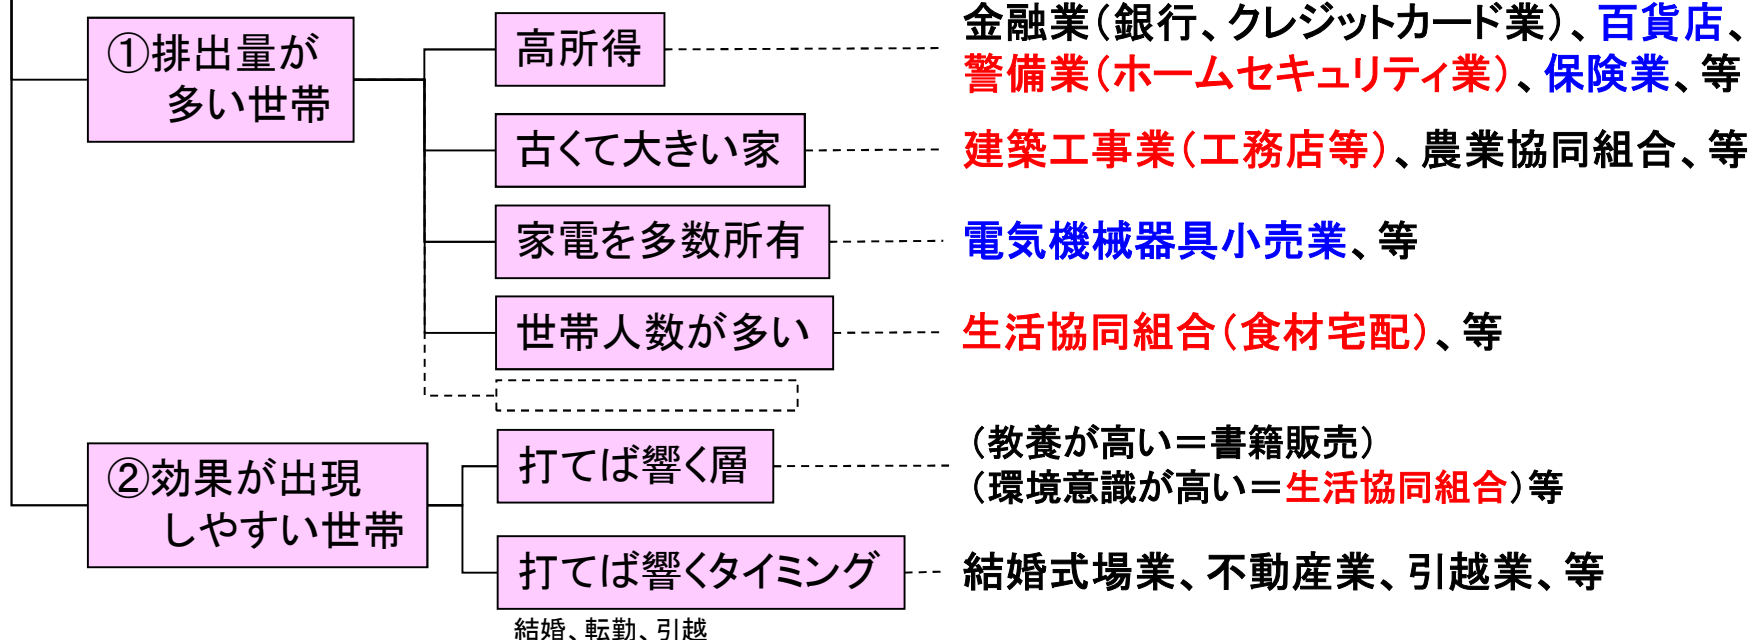 ①排出量が
多い世帯
高所得
金融業（銀行、クレジットカード業）、百貨店、
警備業（ホームセキュリティ業）、保険業、等
古くて大きい家
建築工事業（工務店等）、農業協同組合、等
家電を多数所有
電気機械器具小売業、等
世帯人数が多い
生活協同組合（食材宅配）、等
②効果が出現
しやすい世帯
打てば響く層
（教養が高い＝書籍販売）
（環境意識が高い＝生活協同組合）等
打てば響くタイミング
結婚式場業、不動産業、引越業、等
結婚、転勤、引越